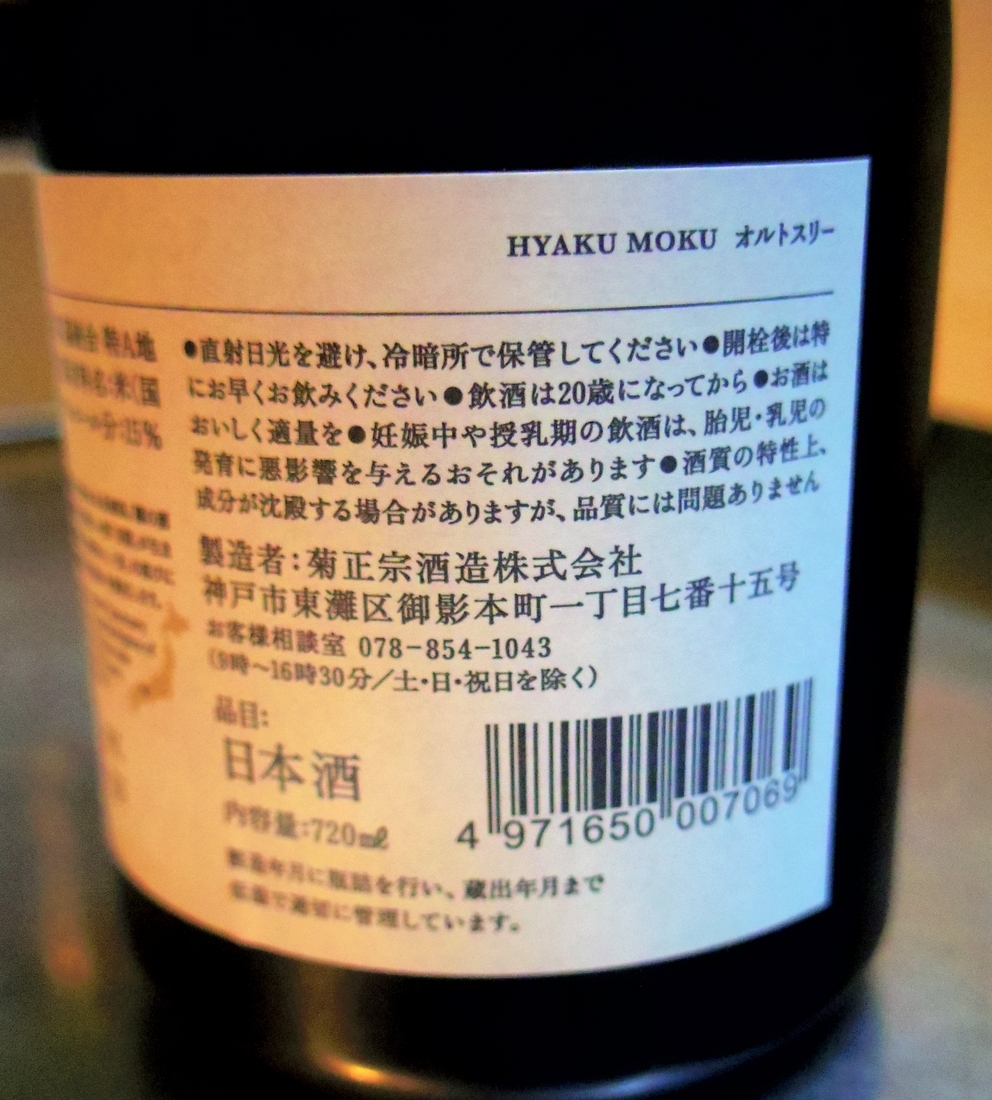 HYAKU MOKU オルトスリー
特A地
米(国
分:15%
●直射日光を避け、冷暗所で保管してください●開栓後は特
にお早くお飲みください●飲酒は20歳になってから●お酒は
おいしく適量を●妊娠中や授乳期の飲酒は、胎児・乳児の
発育に悪影響を与えるおそれがあります●酒質の特性上、
成分が沈殿する場合がありますが、品質には問題ありません
製造者:菊正宗酒造株式会社
神戸市東灘区御影本町一丁目七番十五号
お客様相談室 078-854-1043
(9時〜16時30分/土・日・祝日を除く)
品目:
日本酒
内容量:720㎖
4 971650 007069
製造年月に瓶詰を行い、蔵出年月まで
低温で適切に管理しています。